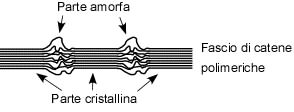 Parte amorfa
Fascio di catene
polimeriche
Parte cristallina